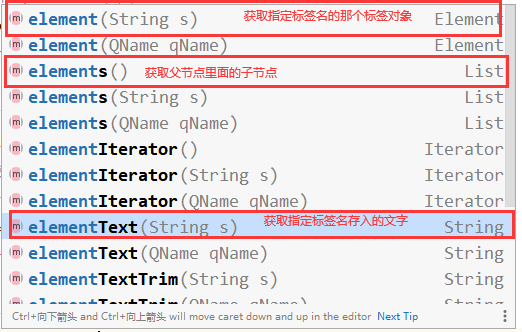 m element(String s) 获取指定标签名的那个标签对象 Element
m element(QName qName) Element
m elements() 获取父节点里面的子节点 List
m elements(String s) List
m elements(QName qName) List
m elementIterator() Iterator
m elementIterator(String s) Iterator
m elementIterator(QName qName) Iterator
m elementText(String s) 获取指定标签名存入的文字 String
m elementText(QName qName) String
m elementTextTrim(String s) String
m elementTextTrim(QName qName) String
Ctrl+向下箭头 and Ctrl+向上箭头 will move caret down and up in the editor Next Tip